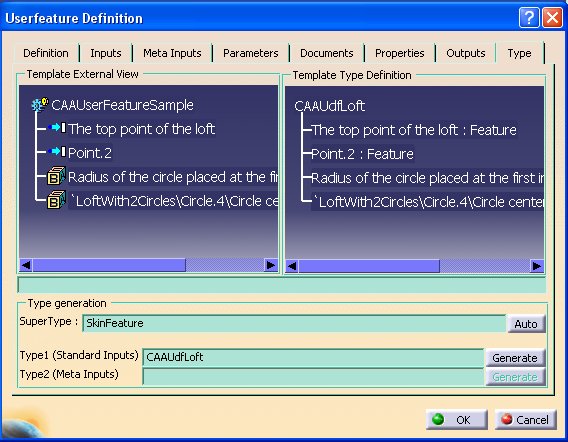 Userfeature Definition
Definition Inputs Meta Inputs Parameters Documents Properties Outputs Type
Template External View
CAAUserFeatureSample
The top point of the loft
Point.2
Radius of the circle placed at the fir
`LoftWith2Circles\Circle.4\Circle ce
Template Type Definition
CAAUdfLoft
The top point of the loft : Feature
Point.2 : Feature
Radius of the circle placed at the first in
`LoftWith2Circles\Circle.4\Circle center
Type generation
SuperType : SkinFeature Auto
Type1 (Standard Inputs) CAAUdfLoft Generate
Type2 (Meta Inputs) Generate
OK Cancel